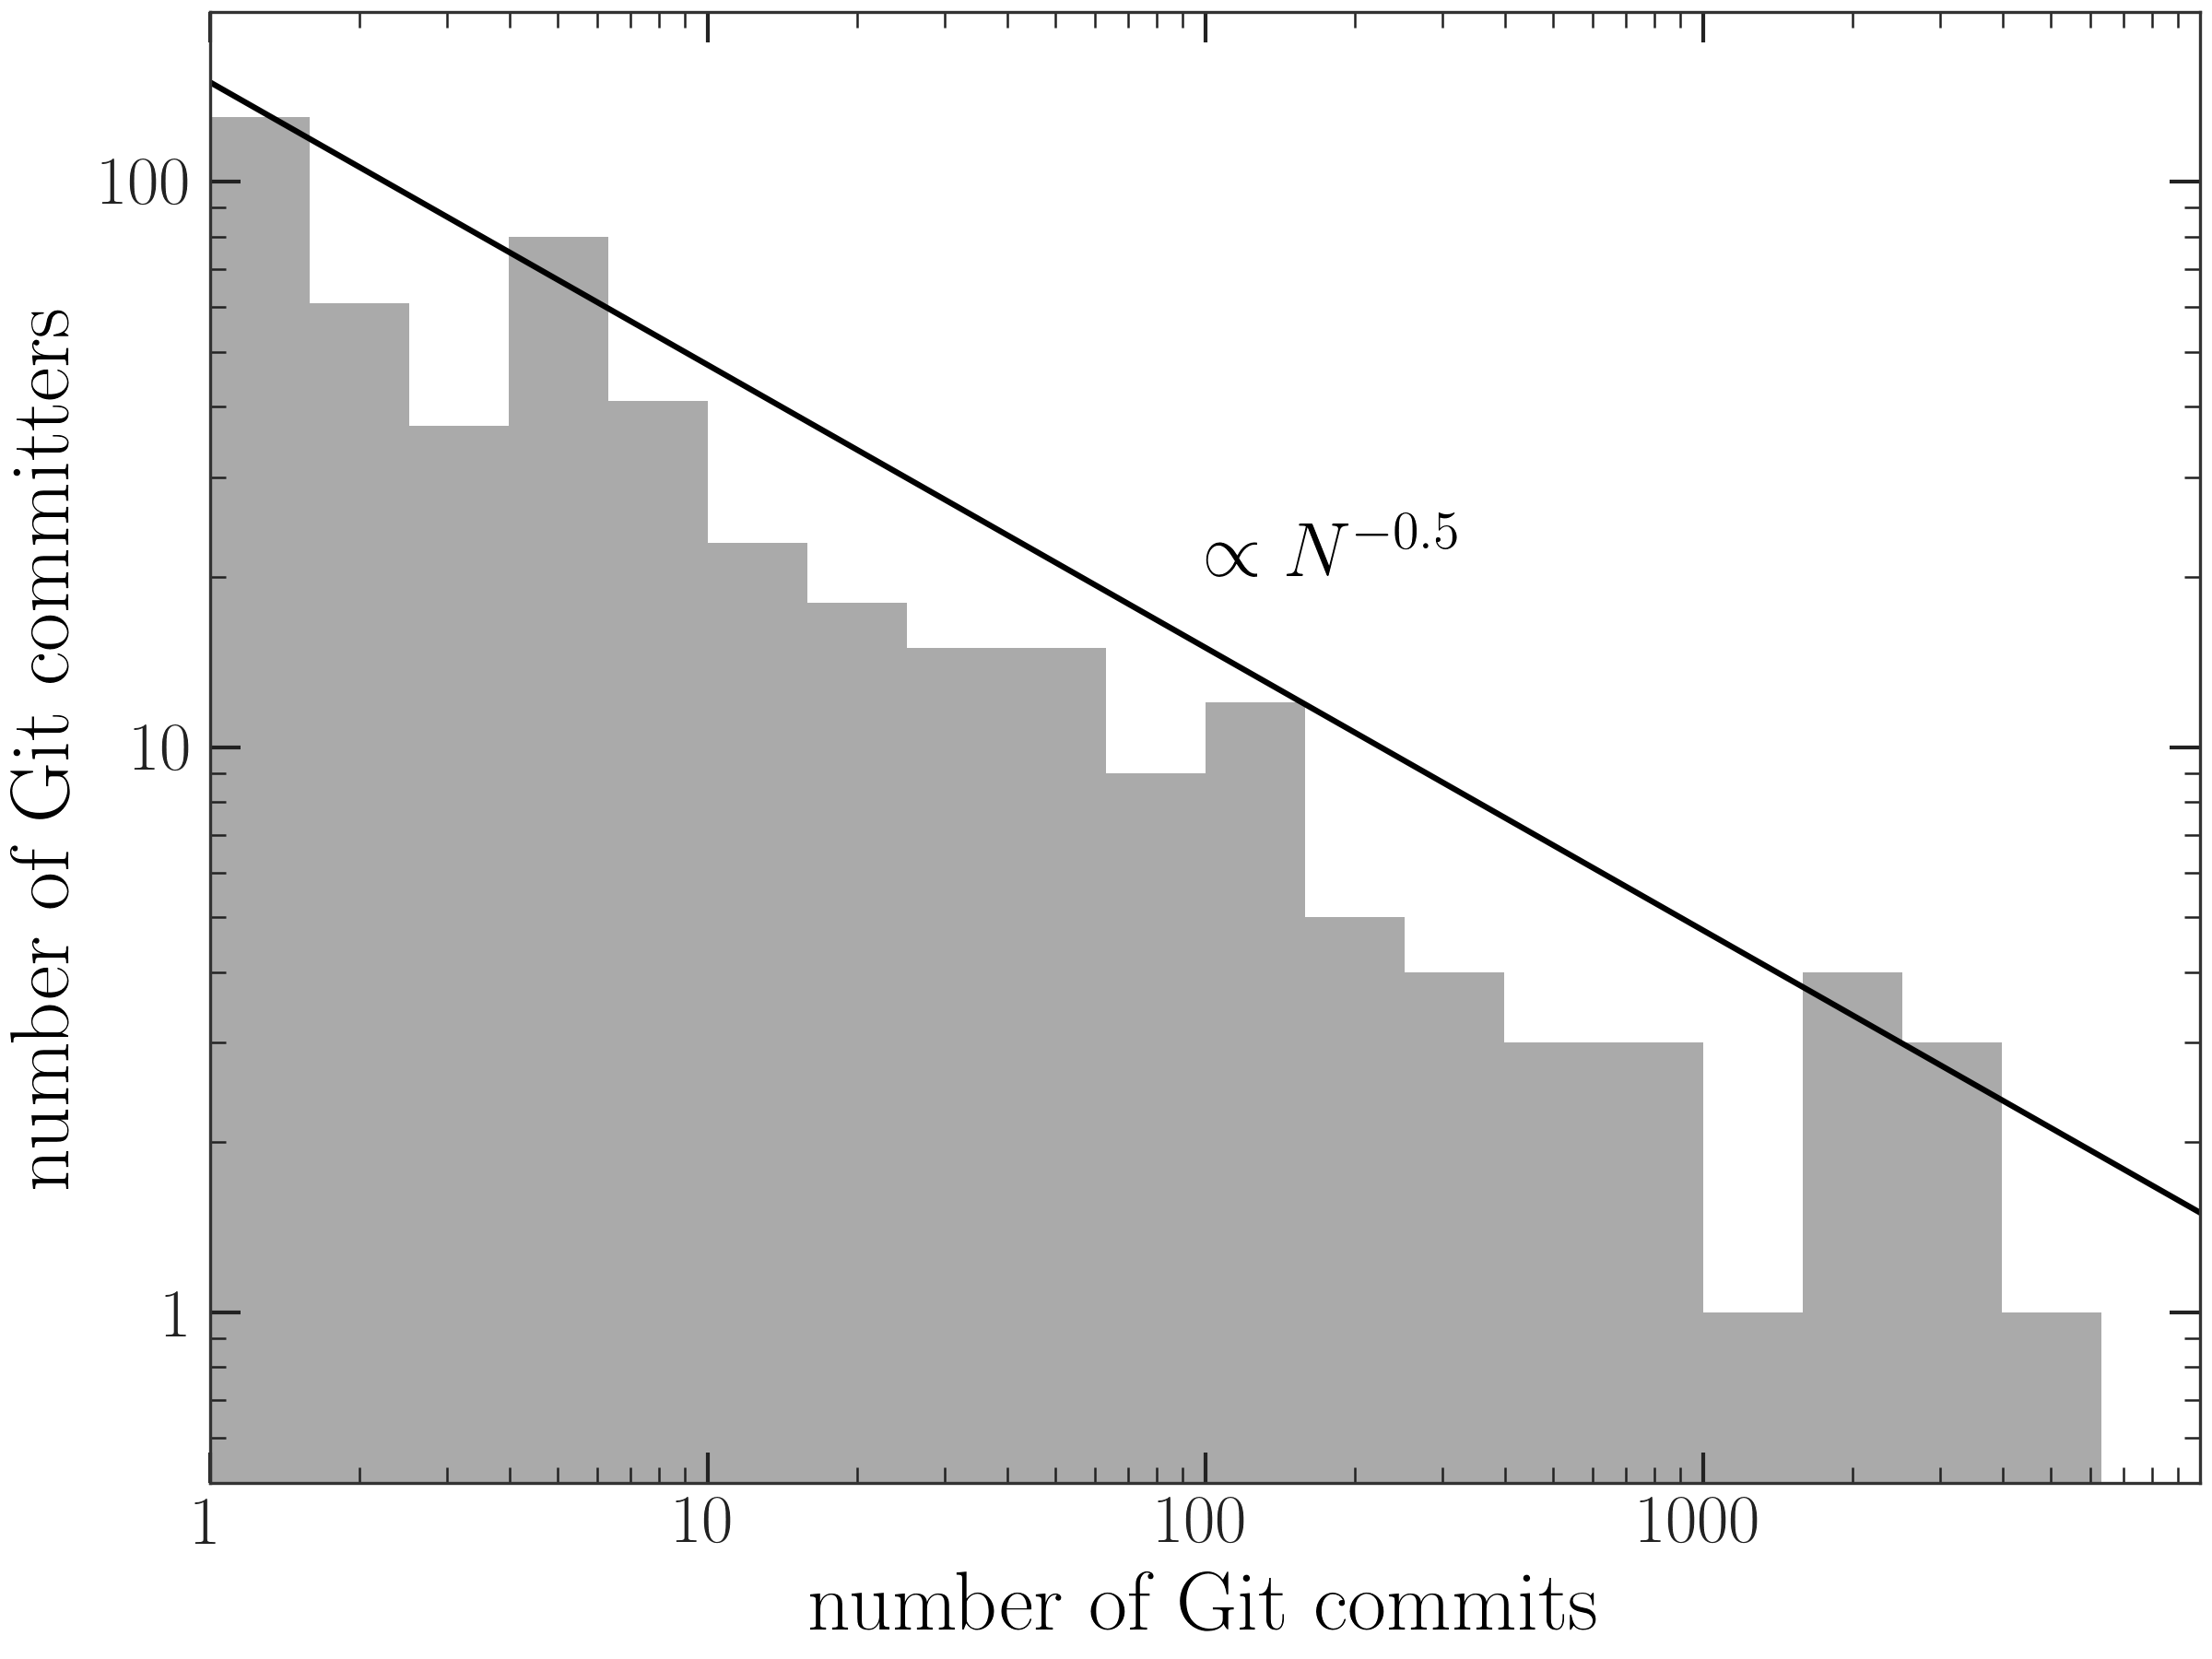 number of Git committers
100
10
1
∝ N^−0.5
1 10 100 1000
number of Git commits